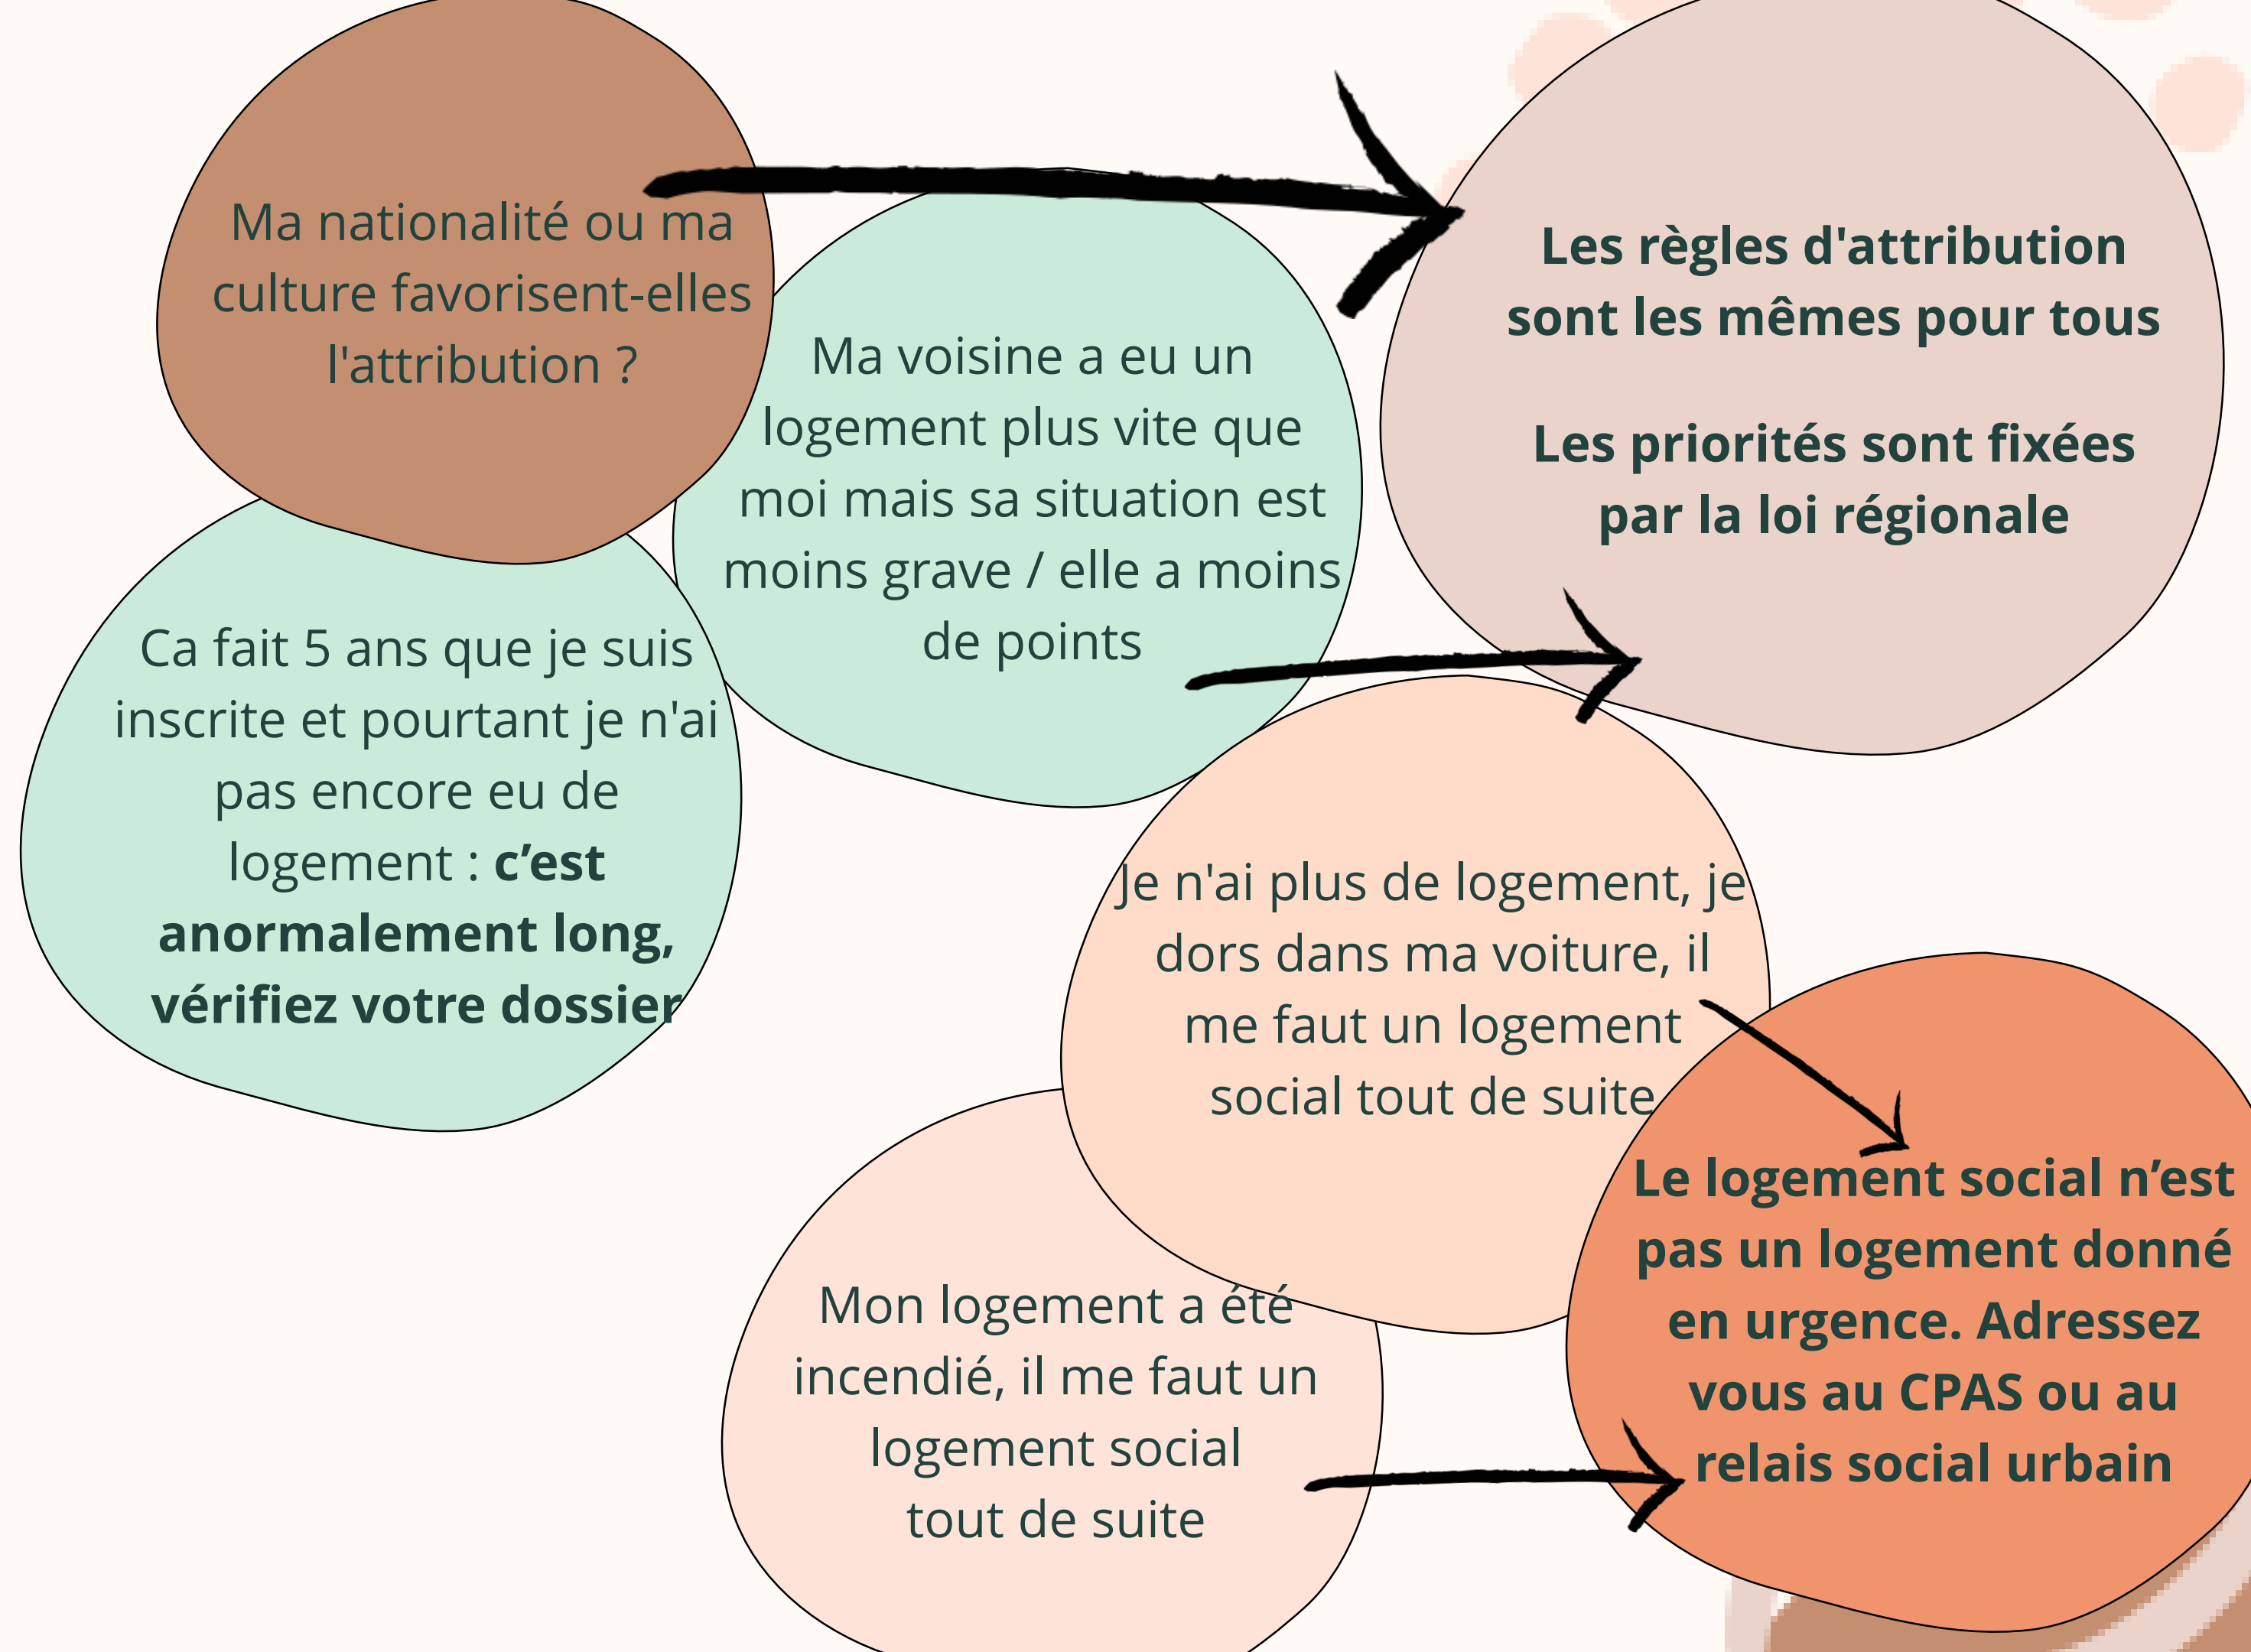 Ma nationalité ou ma
culture favorisent-elles
l'attribution ?
Ma voisine a eu un
logement plus vite que
moi mais sa situation est
moins grave / elle a moins
de points
Les règles d'attribution
sont les mêmes pour tous
Les priorités sont fixées
par la loi régionale
Ca fait 5 ans que je suis
inscrite et pourtant je n'ai
pas encore eu de
logement : c’est
anormalement long,
vérifiez votre dossier
Je n'ai plus de logement, je
dors dans ma voiture, il
me faut un logement
social tout de suite
Mon logement a été
incendié, il me faut un
logement social
tout de suite
Le logement social n’est
pas un logement donné
en urgence. Adressez
vous au CPAS ou au
relais social urbain